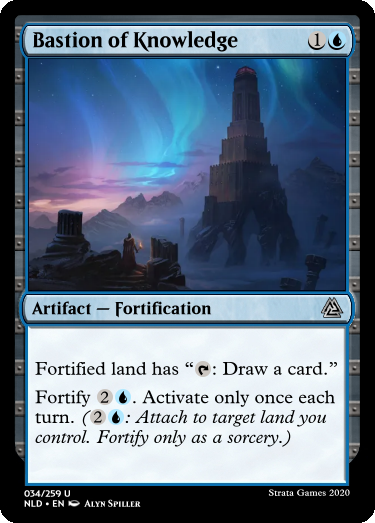 Bastion of Knowledge 1
Artifact — Fortification
Fortified land has “: Draw a card.”
Fortify 2. Activate only once each
turn. (2: Attach to target land you
control. Fortify only as a sorcery.)
034/259 U
Strata Games 2020
NLD • EN Alyn Spiller